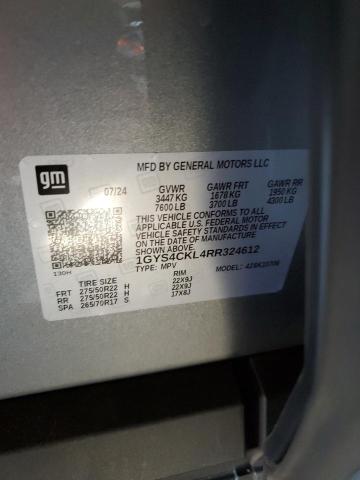 gm
MFD BY GENERAL MOTORS LLC
07/24 GVWR GAWR FRT GAWR RR
3447 KG 1678 KG 1950 KG
7600 LB 3700 LB 4300 LB
THIS VEHICLE CONFORMS TO ALL APPLICABLE
U.S. FEDERAL MOTOR VEHICLE
SAFETY STANDARDS IN EFFECT ON THE DATE
OF MANUFACTURE SHOWN ABOVE.
1GYS4CKL4RR324612
TYPE: MPV MODEL:
130H
TIRE SIZE RIM
FRT 275/50R22 H 22X9J
RR 275/50R22 H 22X9J
SPA 265/70R17 S 17X8J